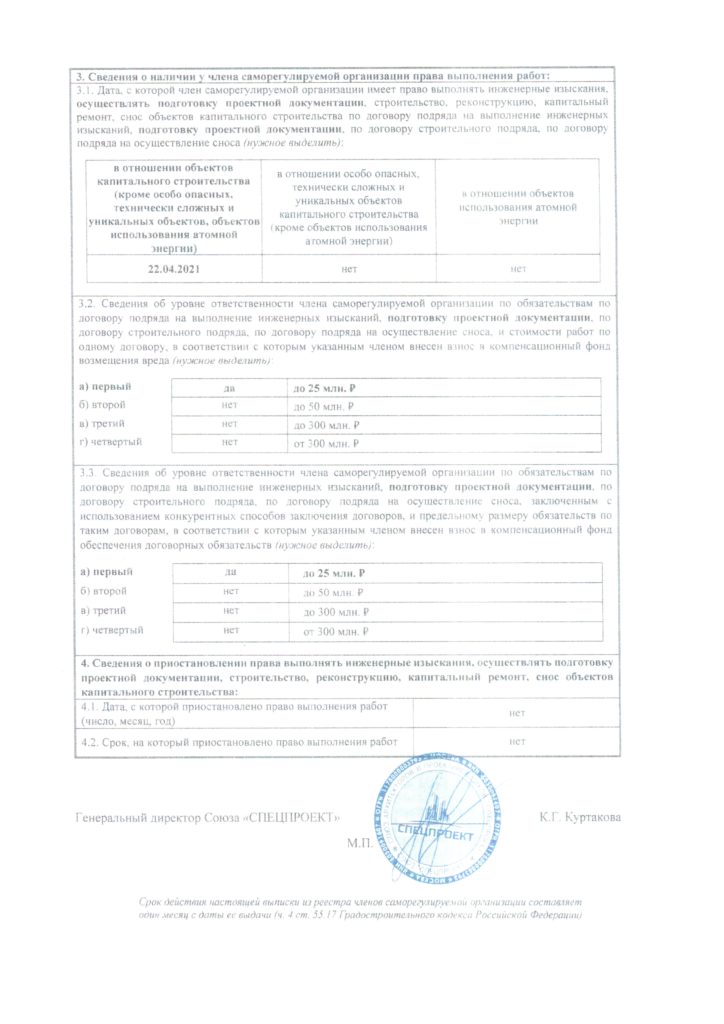 3. Сведения о наличии у члена саморегулируемой организации права выполнения работ:
3.1. Дата, с которой член саморегулируемой организации имеет право выполнять инженерные изыскания,
осуществлять подготовку проектной документации, строительство, реконструкцию, капитальный
ремонт, снос объектов капитального строительства по договору подряда на выполнение инженерных
изысканий, подготовку проектной документации, по договору строительного подряда, по договору
подряда на осуществление сноса (нужное выделить):
в отношении объектов
капитального строительства
(кроме особо опасных,
технически сложных и
уникальных объектов, объектов
использования атомной
энергии)
в отношении особо опасных,
технически сложных и
уникальных объектов
капитального строительства
(кроме объектов использования
атомной энергии)
в отношении объектов
использования атомной
энергии
22.04.2021 нет нет
3.2. Сведения об уровне ответственности члена саморегулируемой организации по обязательствам по
договору подряда на выполнение инженерных изысканий, подготовку проектной документации, по
договору строительного подряда, по договору подряда на осуществление сноса, и стоимости работ по
одному договору, в соответствии с которым указанным членом внесен взнос в компенсационный фонд
возмещения вреда (нужное выделить):
а) первый да до 25 млн. ₽
б) второй нет до 50 млн. ₽
в) третий нет до 300 млн. ₽
г) четвертый нет от 300 млн. ₽
3.3. Сведения об уровне ответственности члена саморегулируемой организации по обязательствам по
договору подряда на выполнение инженерных изысканий, подготовку проектной документации, по
договору строительного подряда, по договору подряда на осуществление сноса, заключенным с
использованием конкурентных способов заключения договоров, и предельному размеру обязательств по
таким договорам, в соответствии с которым указанным членом внесен взнос в компенсационный фонд
обеспечения договорных обязательств (нужное выделить):
а) первый да до 25 млн. ₽
б) второй нет до 50 млн. ₽
в) третий нет до 300 млн. ₽
г) четвертый нет от 300 млн. ₽
4. Сведения о приостановлении права выполнять инженерные изыскания, осуществлять подготовку
проектной документации, строительство, реконструкцию, капитальный ремонт, снос объектов
капитального строительства:
4.1. Дата, с которой приостановлено право выполнения работ
(число, месяц, год)
нет
4.2. Срок, на который приостановлено право выполнения работ нет
Генеральный директор Союза «СПЕЦПРОЕКТ» К.Г. Куртакова
СПЕЦПРОЕКТ
М.П.
Срок действия настоящей выписки из реестра членов саморегулируемой организации составляет
один месяц с даты ее выдачи (ч. 4 ст. 55.17 Градостроительного кодекса Российской Федерации)